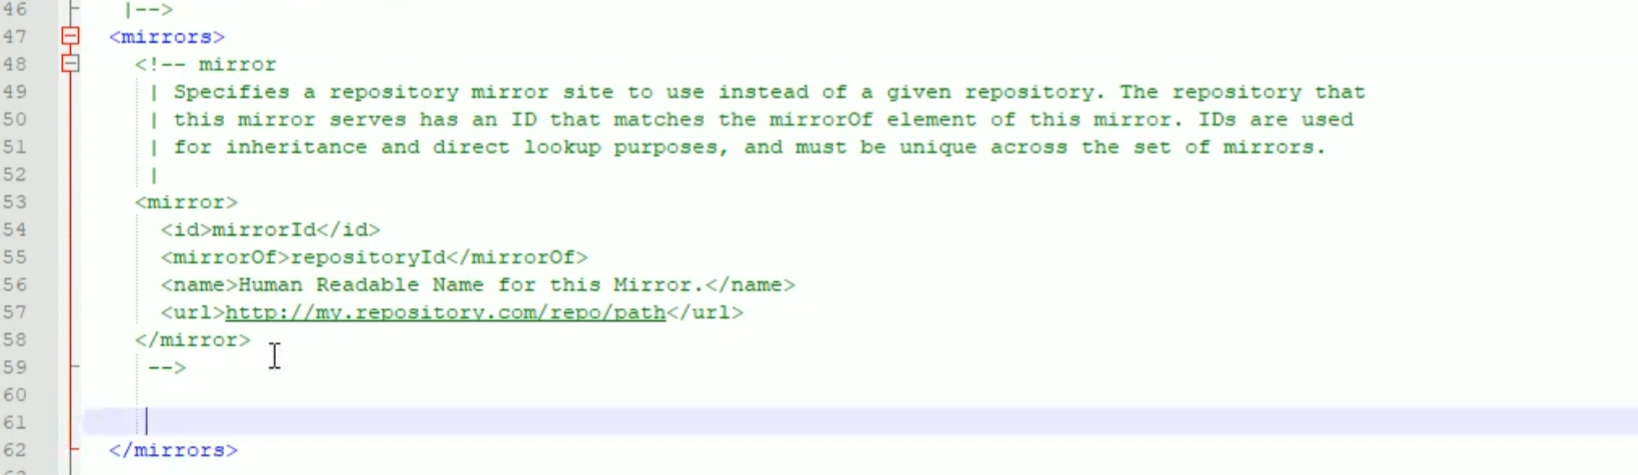 46 |-->
47 <mirrors>
48 <!-- mirror
49 | Specifies a repository mirror site to use instead of a given repository. The repository that
50 | this mirror serves has an ID that matches the mirrorOf element of this mirror. IDs are used
51 | for inheritance and direct lookup purposes, and must be unique across the set of mirrors.
52 |
53 <mirror>
54 <id>mirrorId</id>
55 <mirrorOf>repositoryId</mirrorOf>
56 <name>Human Readable Name for this Mirror.</name>
57 <url>http://my.repository.com/repo/path</url>
58 </mirror>
59 -->
60
61
62 </mirrors>